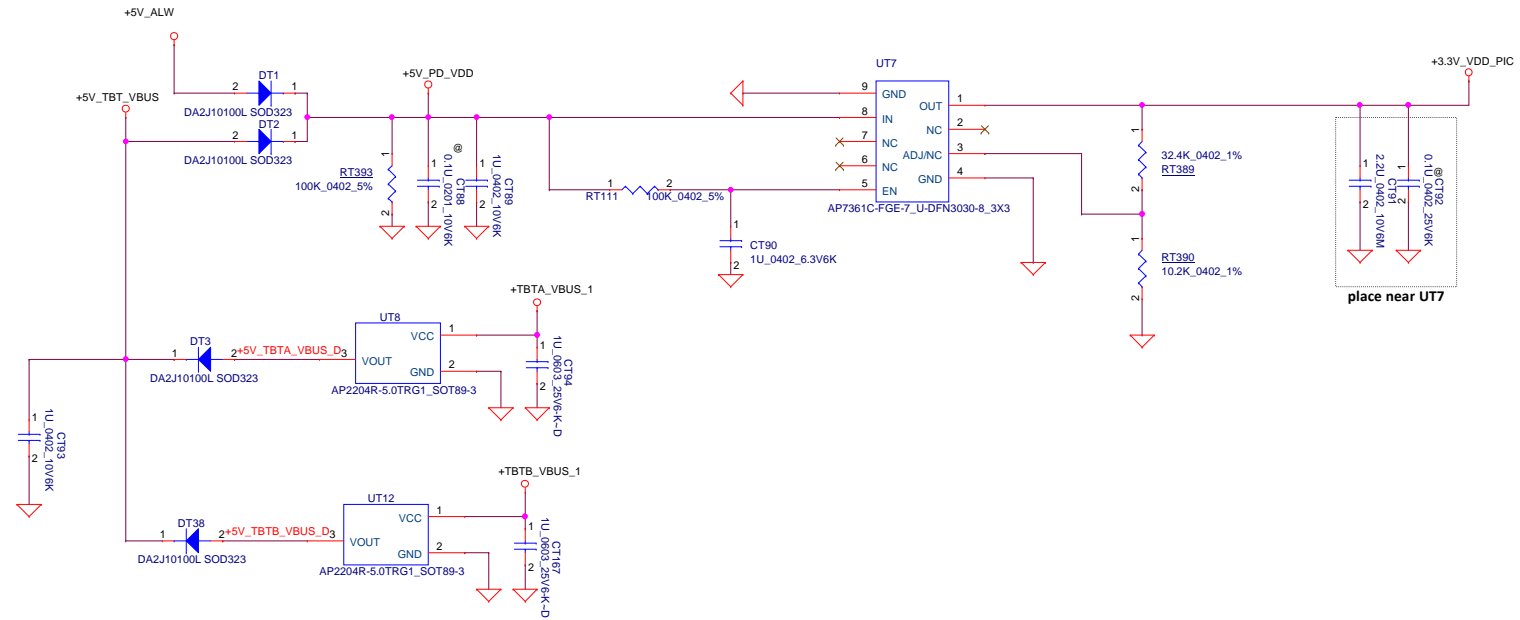 +5V_ALW
+5V_TBT_VBUS
2
DT1
1
DA2J10100L SOD323
2
DT2
1
DA2J10100L SOD323
+5V_PD_VDD
1
RT393
100K_0402_5%
2
@
1
2
CT88
0.1U_0201_10V6K
1
2
CT89
1U_0402_10V6K
1
2
RT111
100K_0402_5%
1
CT90
1U_0402_6.3V6K
2
UT7
9
GND
8
IN
7
NC
6
NC
5
EN
OUT
1
NC
2
ADJ/NC
3
GND
4
AP7361C-FGE-7_U-DFN3030-8_3X3
1
32.4K_0402_1%
RT389
2
1
RT390
10.2K_0402_1%
2
+3.3V_VDD_PIC
1
2
CT91
2.2U_0402_10V6M
1
2
@CT92
0.1U_0402_25V6K
place near UT7
+TBTA_VBUS_1
UT8
VCC
1
VOUT
GND
2
AP2204R-5.0TRG1_SOT89-3
1
2
CT94
1U_0603_25V6-K~D
1
DT3
2
+5V_TBTA_VBUS_D
3
DA2J10100L SOD323
1
2
CT93
1U_0402_10V6K
+TBTB_VBUS_1
UT12
VCC
1
VOUT
GND
2
AP2204R-5.0TRG1_SOT89-3
1
2
CT167
1U_0603_25V6-K~D
1
DT38
2
+5V_TBTB_VBUS_D
3
DA2J10100L SOD323